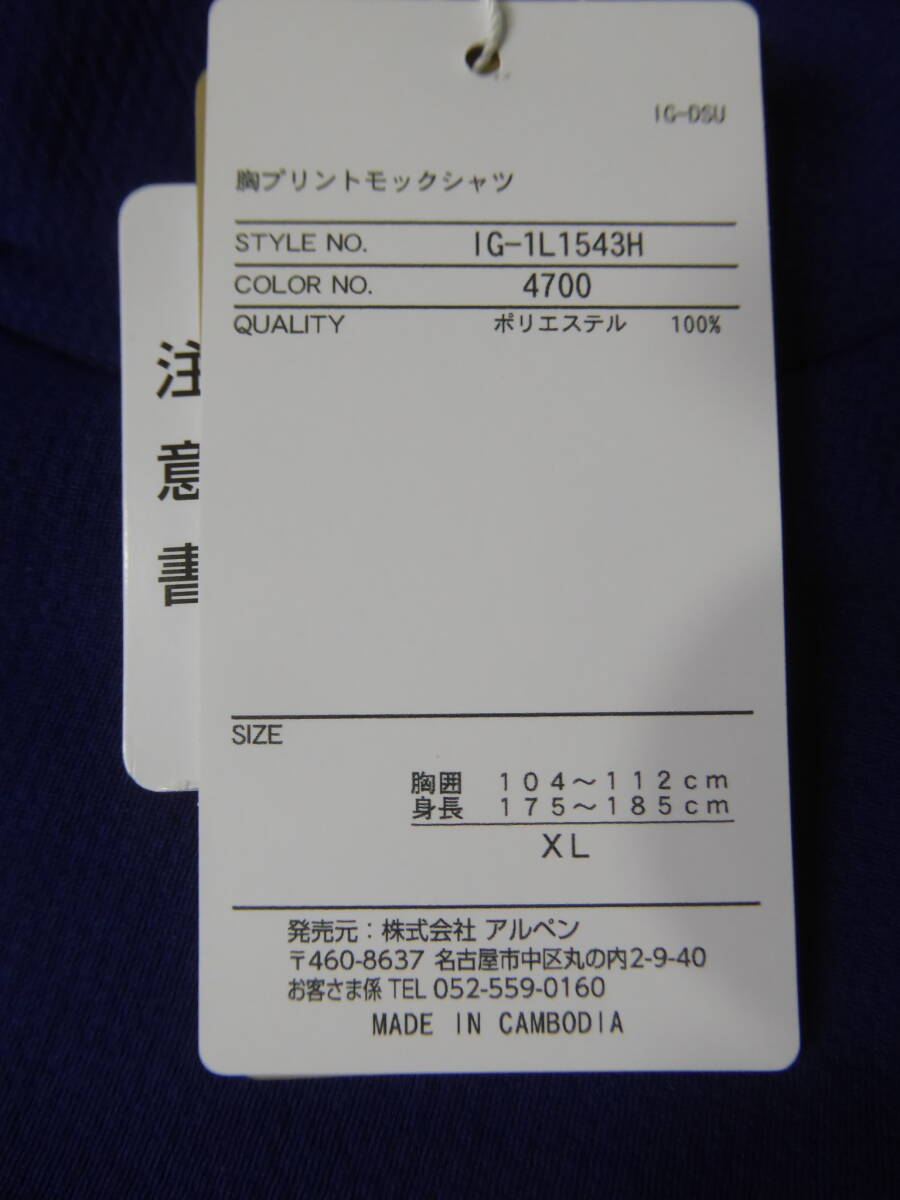 IG-DSU
胸プリントモックシャツ
STYLE NO. IG-1L1543H
COLOR NO. 4700
QUALITY ポリエステル 100%
注意書
SIZE
胸囲 104～112cm
身長 175～185cm
XL
発売元：株式会社 アルペン
〒460-8637 名古屋市中区丸の内2-9-40
お客さま係 TEL 052-559-0160
MADE IN CAMBODIA